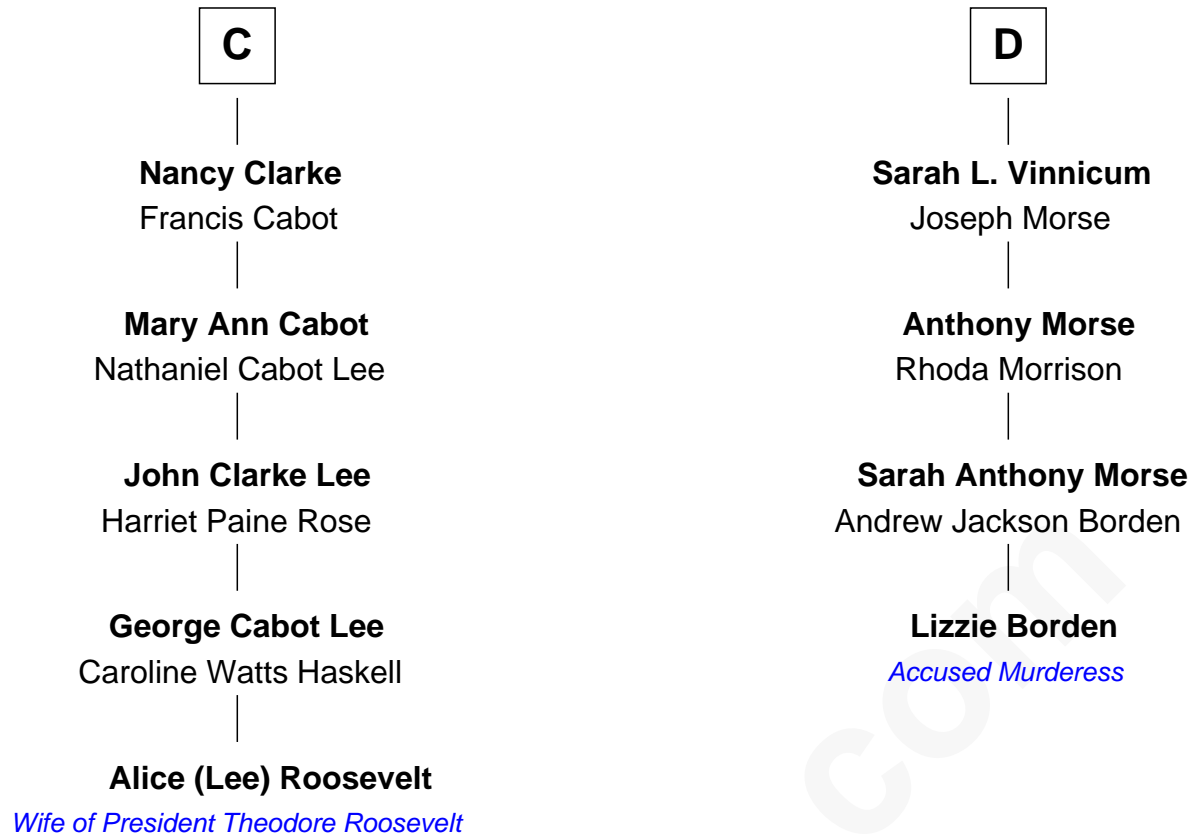 C
Nancy Clarke
Francis Cabot
Mary Ann Cabot
Nathaniel Cabot Lee
John Clarke Lee
Harriet Paine Rose
George Cabot Lee
Caroline Watts Haskell
Alice (Lee) Roosevelt
Wife of President Theodore Roosevelt
D
Sarah L. Vinnicum
Joseph Morse
Anthony Morse
Rhoda Morrison
Sarah Anthony Morse
Andrew Jackson Borden
Lizzie Borden
Accused Murderess
com